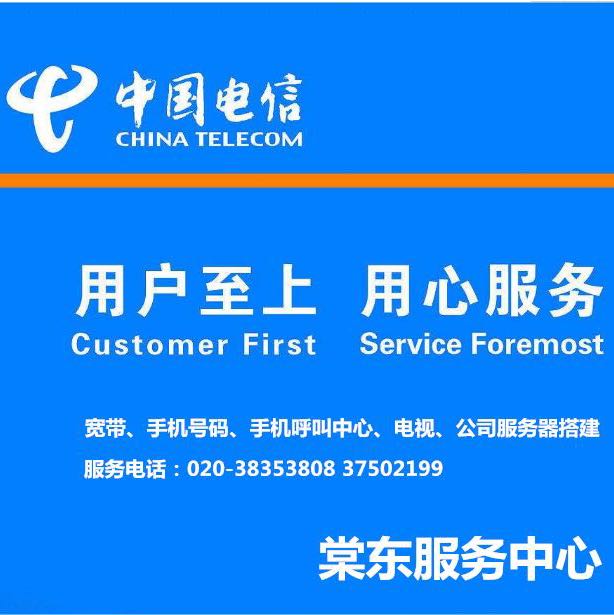 中国电信
CHINA TELECOM
用户至上 用心服务
Customer First Service Foremost
宽带、手机号码、手机呼叫中心、电视、公司服务器搭建
服务电话：020-38353808 37502199
棠东服务中心